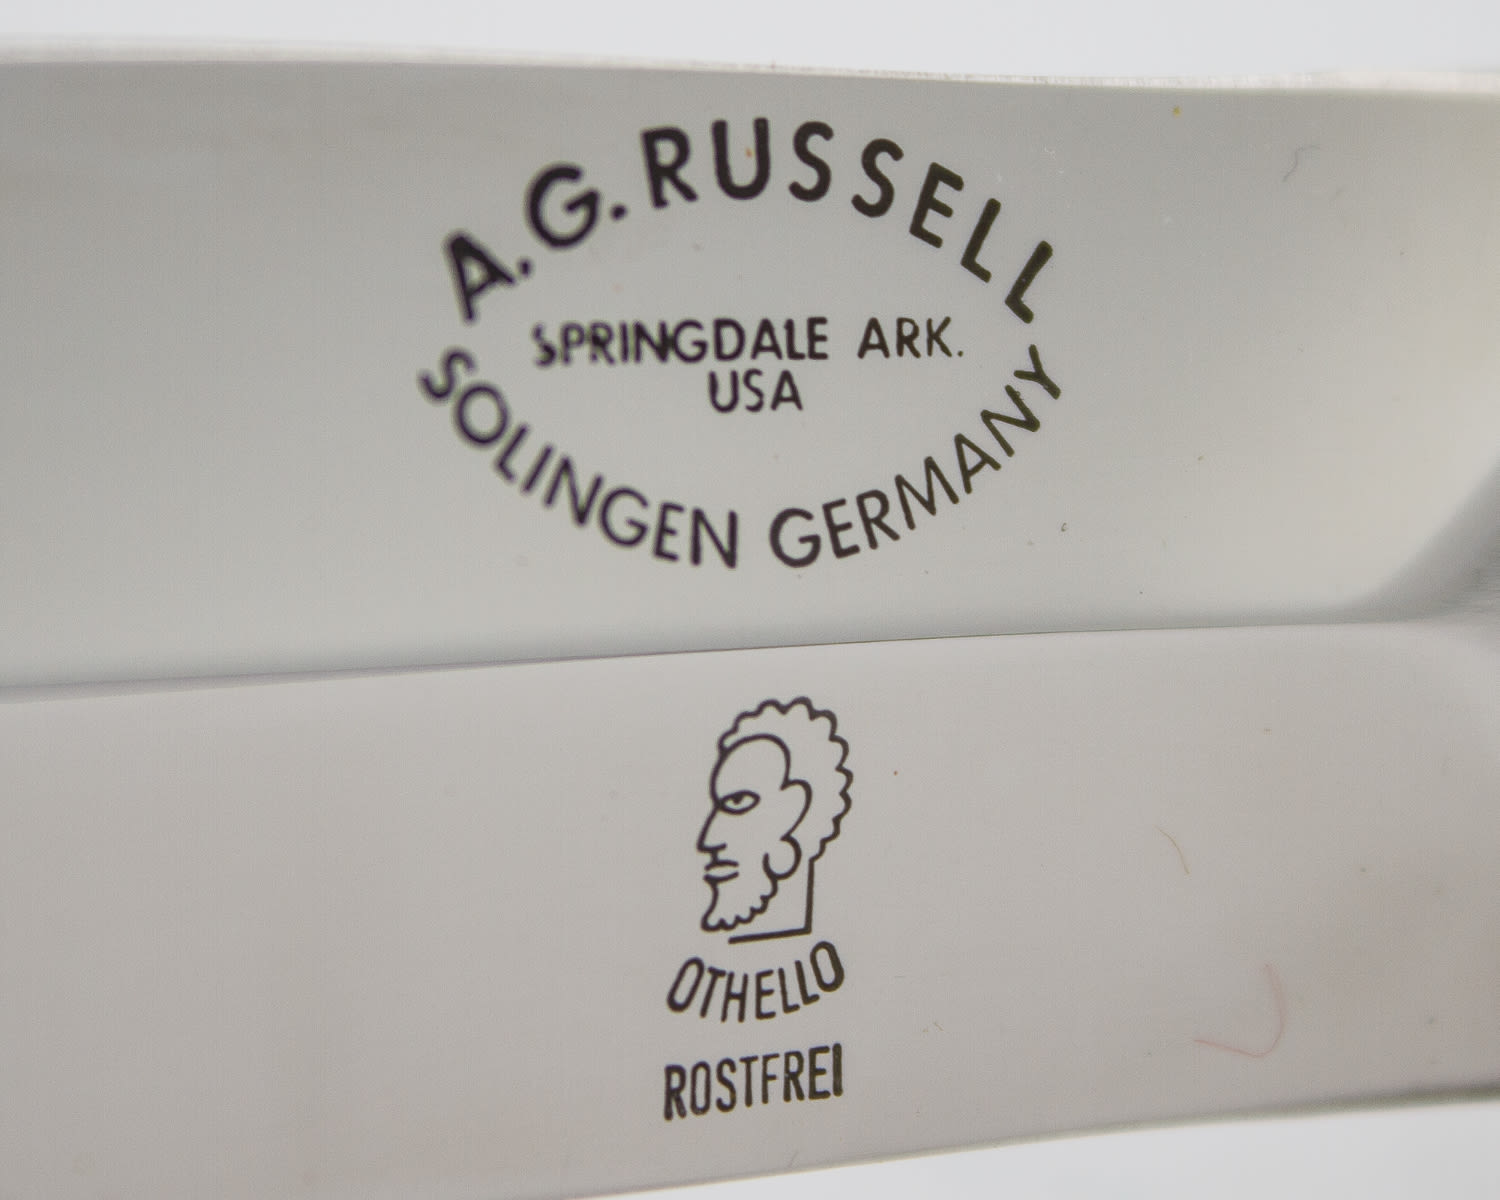 A.G. RUSSELL
SPRINGDALE ARK.
USA
SOLINGEN GERMANY
OTHELLO
ROSTFREI